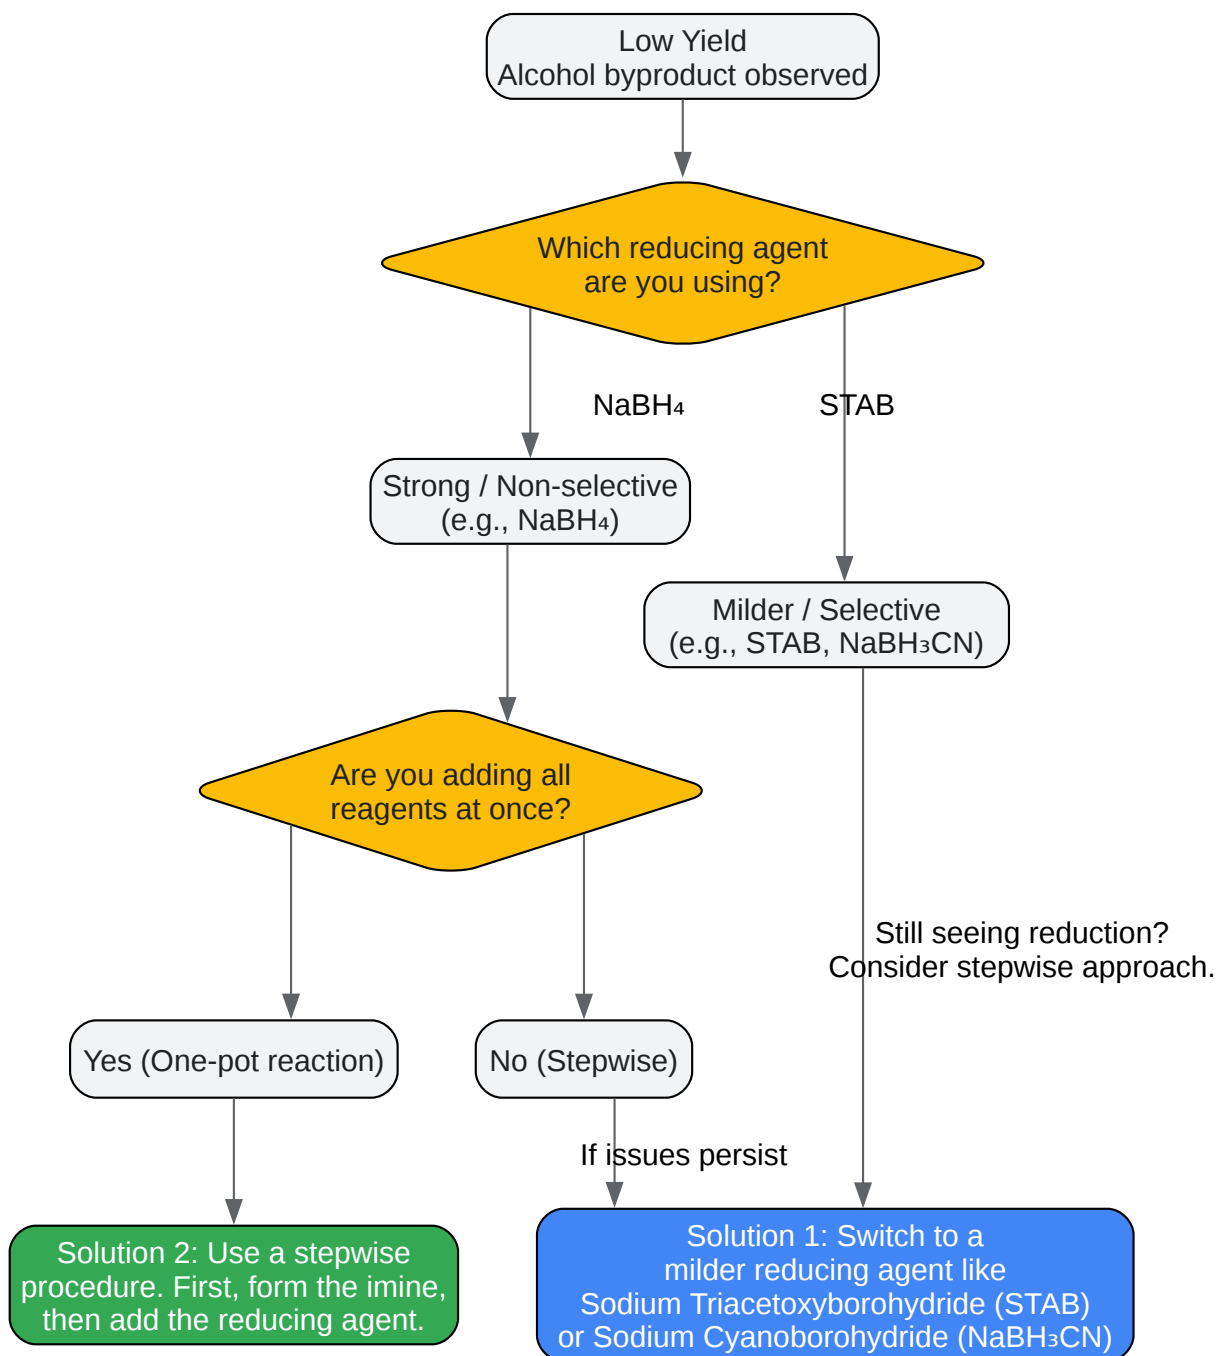 Low Yield
Alcohol byproduct observed
Which reducing agent
are you using?
NaBH₄
STAB
Strong / Non-selective
(e.g., NaBH₄)
Milder / Selective
(e.g., STAB, NaBH₃CN)
Are you adding all
reagents at once?
Still seeing reduction?
Consider stepwise approach.
Yes (One-pot reaction)
No (Stepwise)
If issues persist
Solution 2: Use a stepwise
procedure. First, form the imine,
then add the reducing agent.
Solution 1: Switch to a
milder reducing agent like
Sodium Triacetoxyborohydride (STAB)
or Sodium Cyanoborohydride (NaBH₃CN)